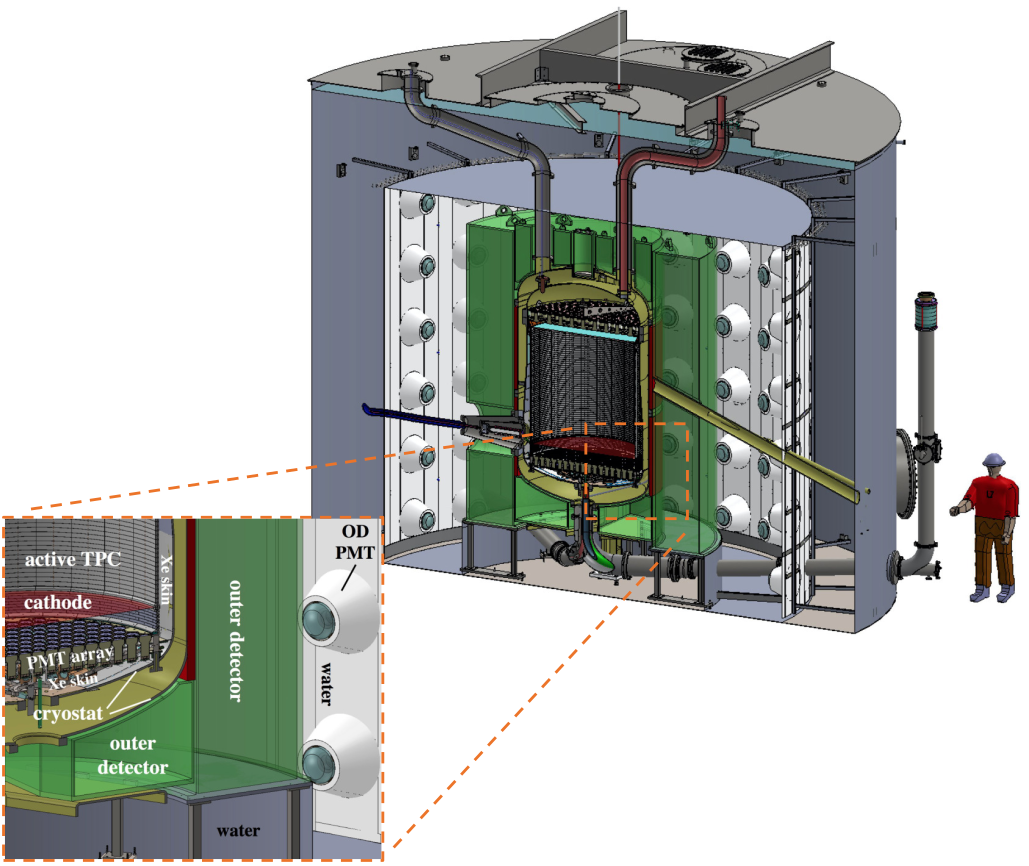 OD
PMT
active TPC
Xe skin
cathode
outer detector
PMT array
Xe skin
water
cryostat
outer
detector
water